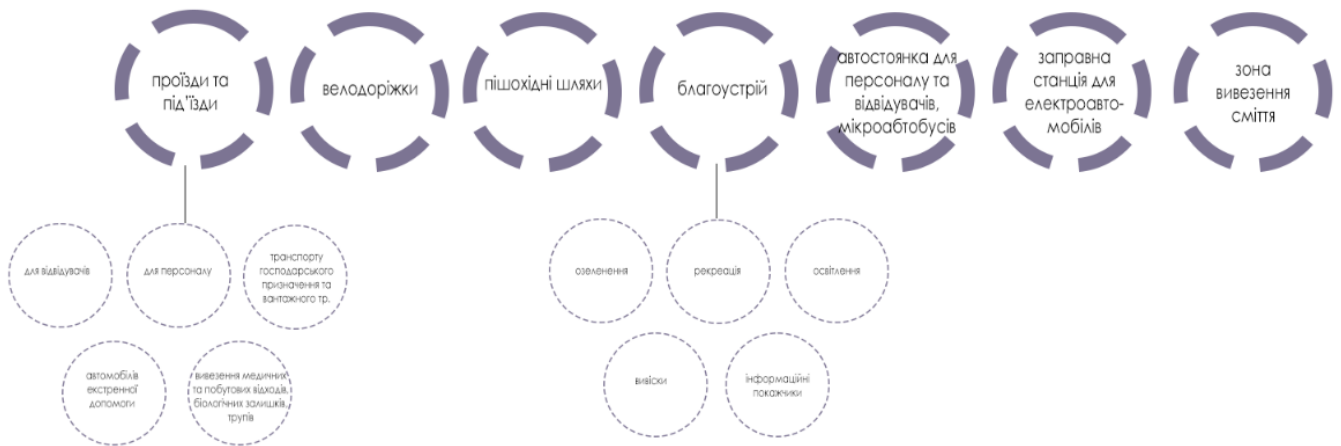 проїзди та
під'їзди
велодоріжки
пішохідні шляхи
благоустрій
автостоянка для
персоналу та
відвідувачів,
мікроабтобусів
заправна
станція для
електроавто-
мобілів
зона
вивезення
сміття
для відвідувачів
для персоналу
транспорту
господарського
призначення та
вантажного тр.
автомобілів
екстренної
допомоги
вивезення медичних
та побутових відходів,
біологічних залишків,
трупів
озеленення
рекреація
освітлення
вивіски
інформаційні
покажчики